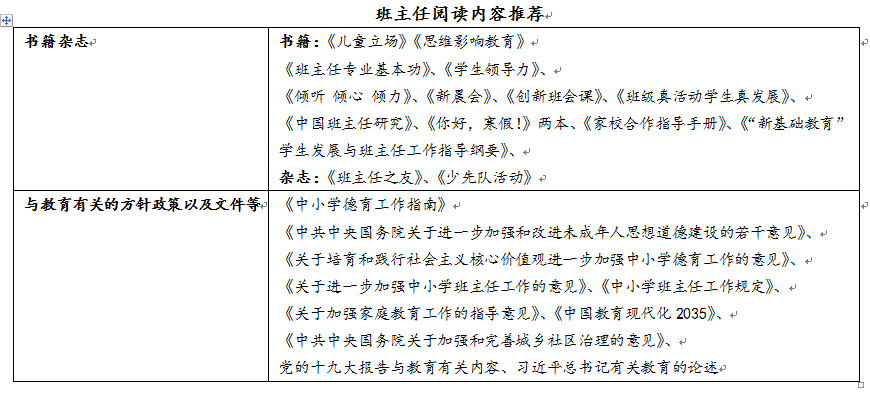 班主任阅读内容推荐
书籍杂志
书籍：《儿童立场》《思维影响教育》
《班主任专业基本功》、《学生领导力》、
《倾听 倾心 倾力》、《新晨会》、《创新班会课》、《班级真活动学生真发展》、
《中国班主任研究》、《你好，寒假！》两本、《家校合作指导手册》、《“新基础教育”
学生发展与班主任工作指导纲要》、
杂志：《班主任之友》、《少先队活动》
与教育有关的方针政策以及文件等
《中小学德育工作指南》
《中共中央国务院关于进一步加强和改进未成年人思想道德建设的若干意见》、
《关于培育和践行社会主义核心价值观进一步加强中小学德育工作的意见》、
《关于进一步加强中小学班主任工作的意见》、《中小学班主任工作规定》、
《关于加强家庭教育工作的指导意见》、《中国教育现代化 2035》、
《中共中央国务院关于加强和完善城乡社区治理的意见》、
党的十九大报告与教育有关内容、习近平总书记有关教育的论述